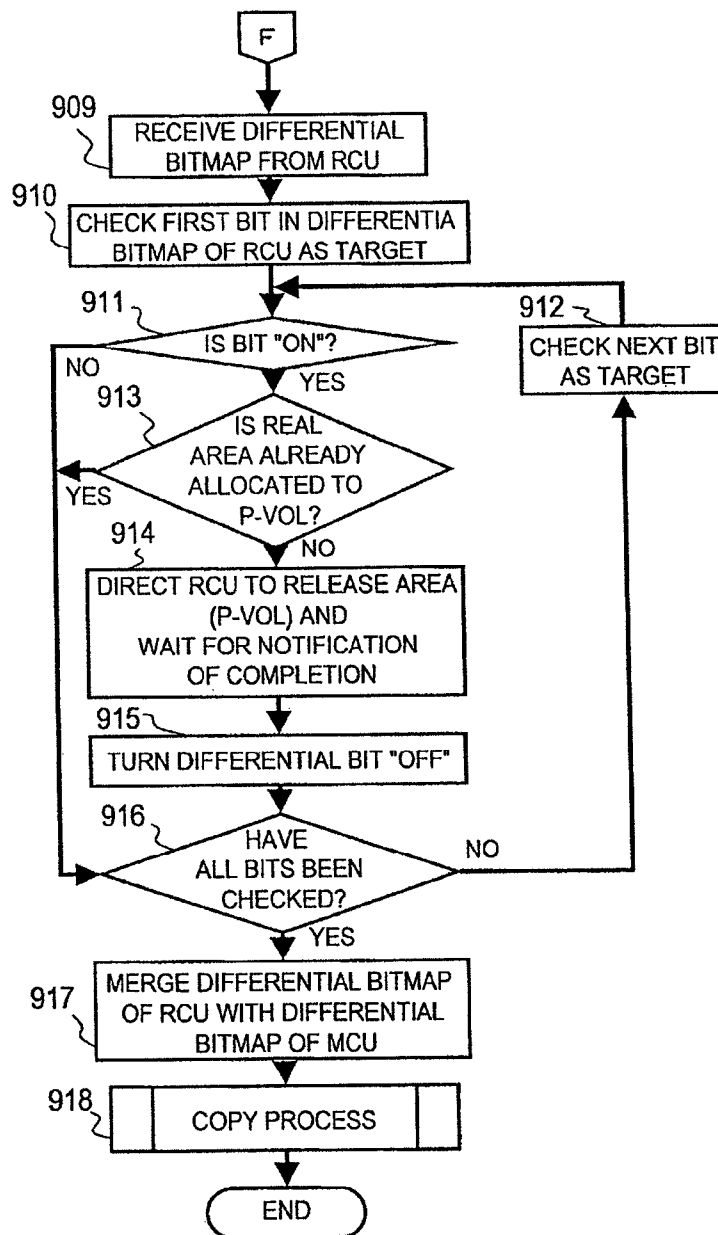 F
909
RECEIVE DIFFERENTIAL
BITMAP FROM RCU
910
CHECK FIRST BIT IN DIFFERENTIA
BITMAP OF RCU AS TARGET
911
IS BIT "ON"?
NO
YES
912
CHECK NEXT BIT
AS TARGET
913
IS REAL
AREA ALREADY
ALLOCATED TO
P-VOL?
YES
NO
914
DIRECT RCU TO RELEASE AREA
(P-VOL) AND
WAIT FOR NOTIFICATION
OF COMPLETION
915
TURN DIFFERENTIAL BIT "OFF"
916
HAVE
ALL BITS BEEN
CHECKED?
NO
YES
917
MERGE DIFFERENTIAL BITMAP
OF RCU WITH DIFFERENTIAL
BITMAP OF MCU
918
COPY PROCESS
END